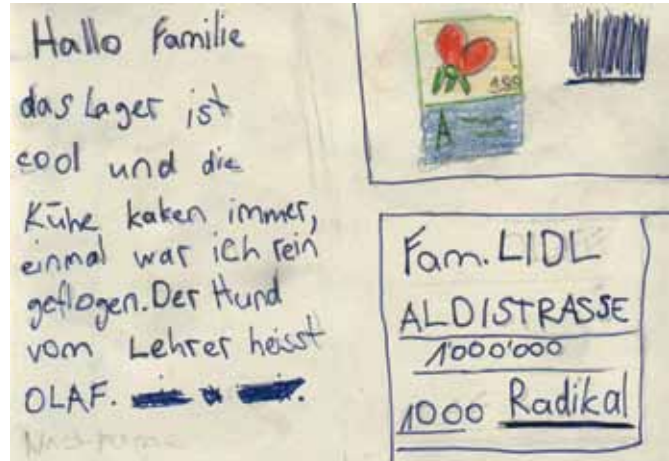 Hallo Familie
das Lager ist
cool und die
Kühe kaken immer,
einmal war ich rein
geflogen. Der Hund
vom Lehrer heisst
OLAF.
A
Fam. LIDL
ALDISTRASSE
1'000'000
1000 Radikal